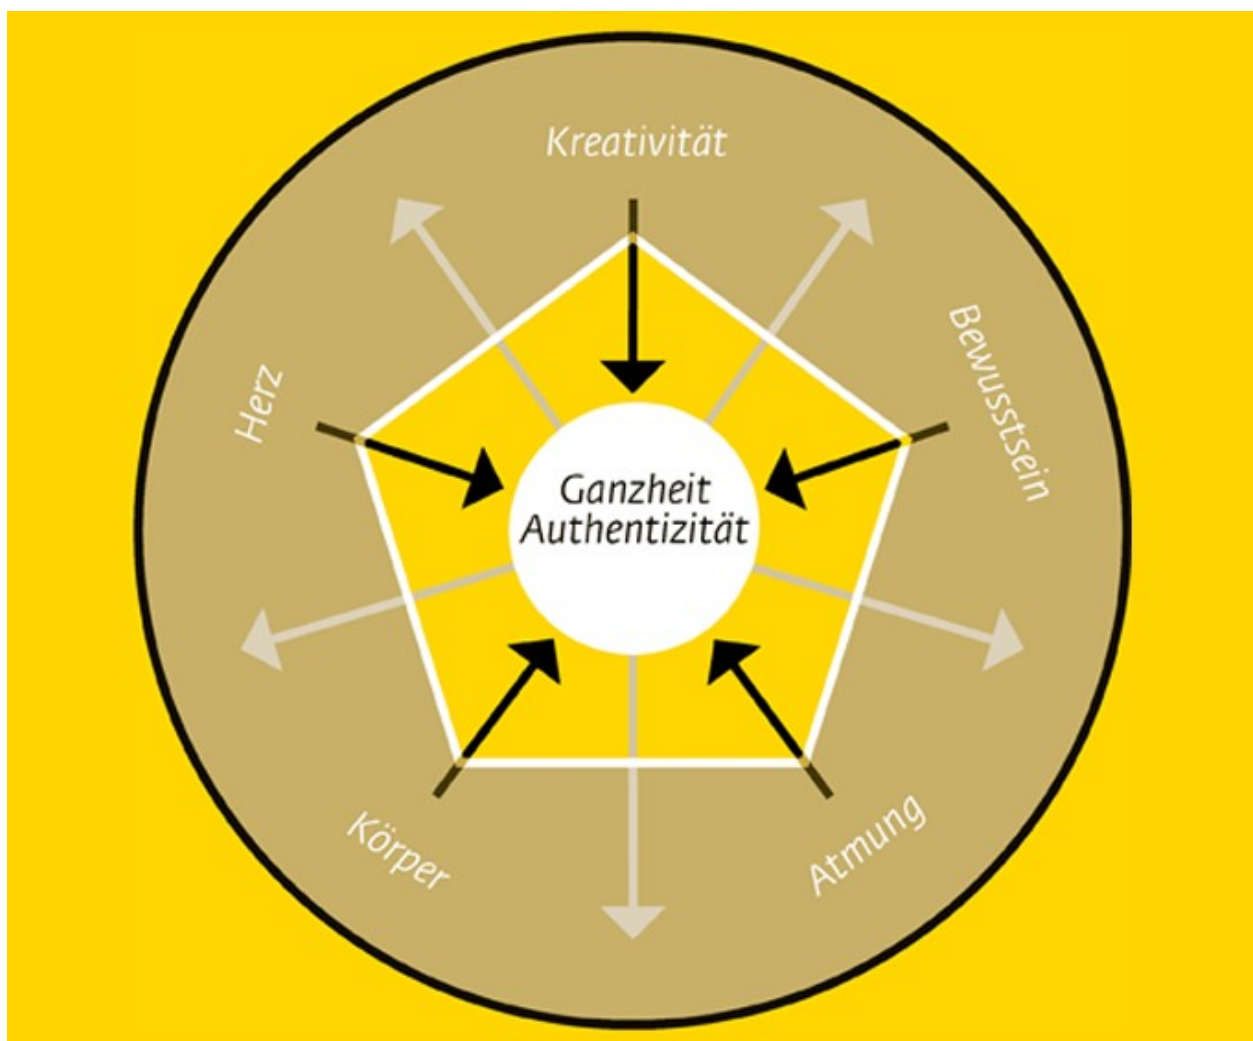 Kreativität
Bewusstsein
Herz
Ganzheit
Authentizität
Körper
Atmung